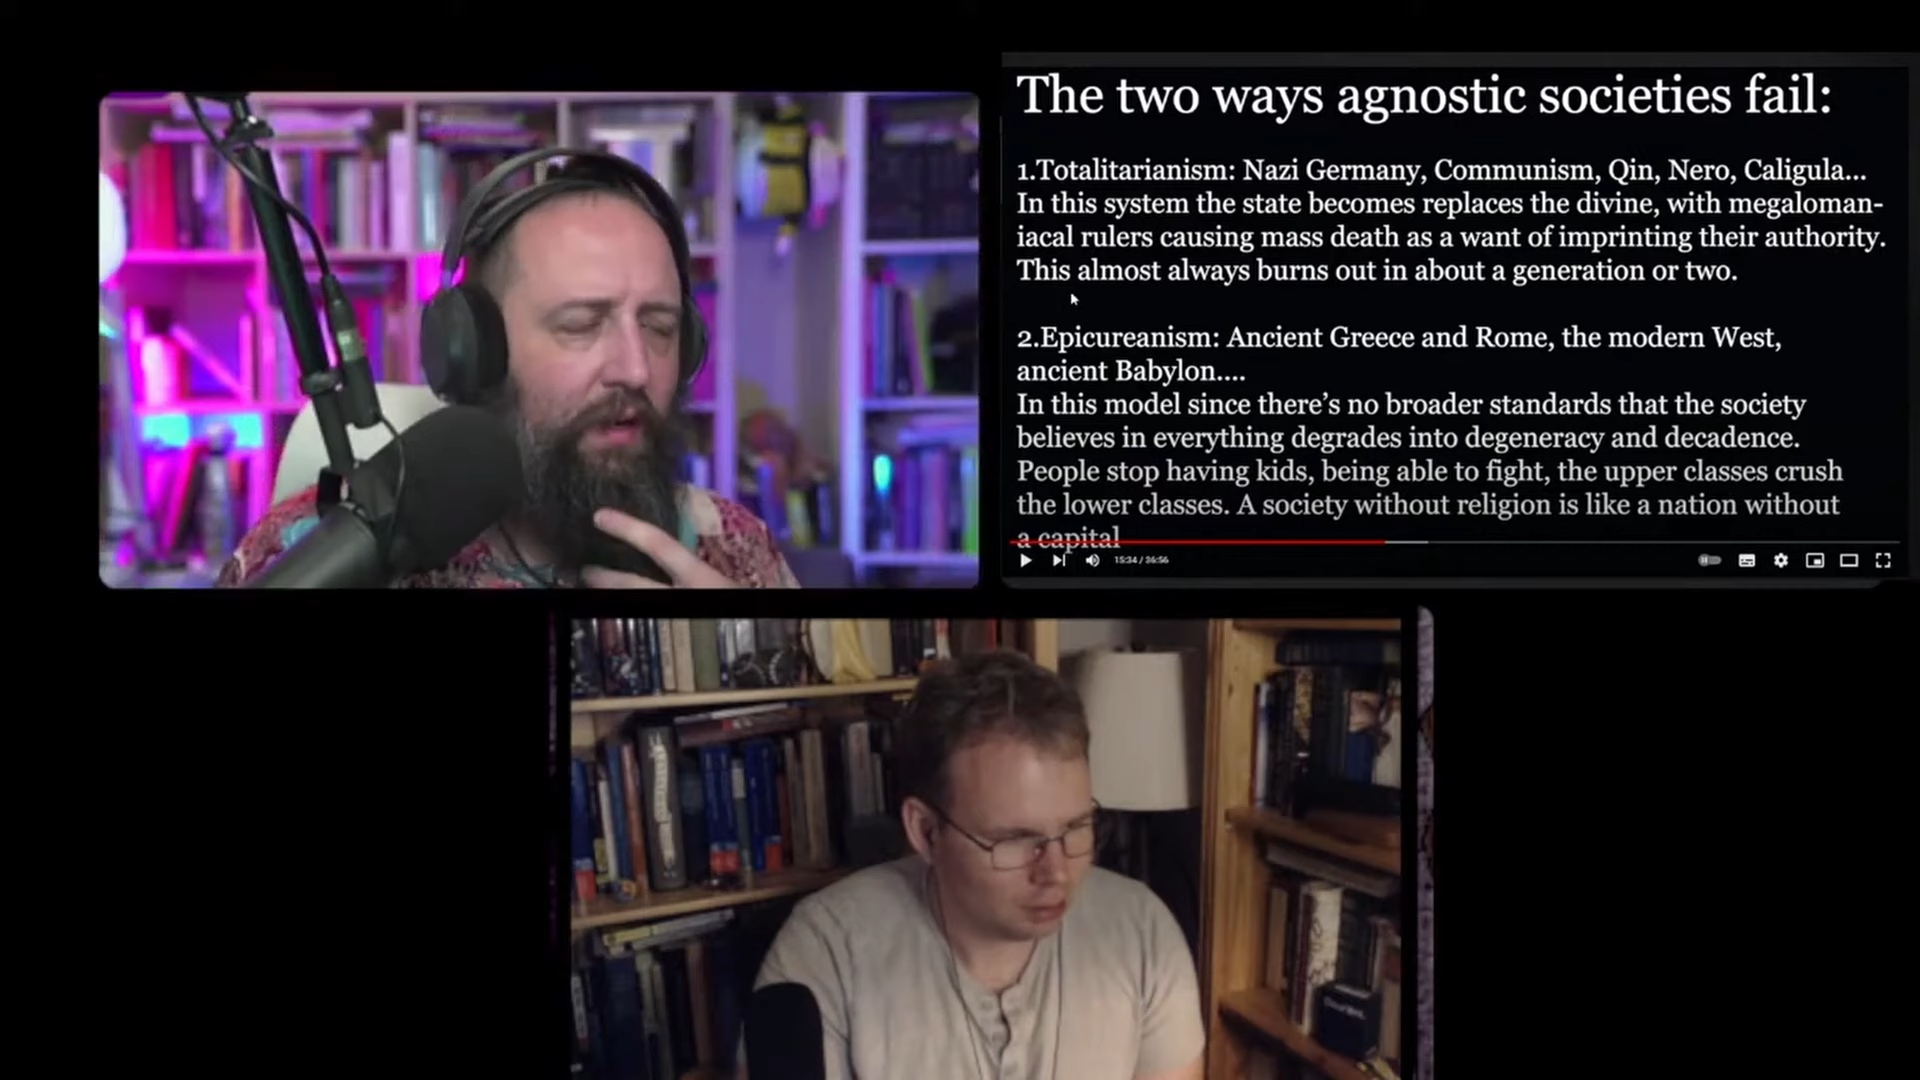 The two ways agnostic societies fail:
1.Totalitarianism: Nazi Germany, Communism, Qin, Nero, Caligula...
In this system the state becomes replaces the divine, with megaloman-
iacal rulers causing mass death as a want of imprinting their authority.
This almost always burns out in about a generation or two.
2.Epicureanism: Ancient Greece and Rome, the modern West,
ancient Babylon....
In this model since there's no broader standards that the society
believes in everything degrades into degeneracy and decadence.
People stop having kids, being able to fight, the upper classes crush
the lower classes. A society without religion is like a nation without
a capital
15:34 / 36:56